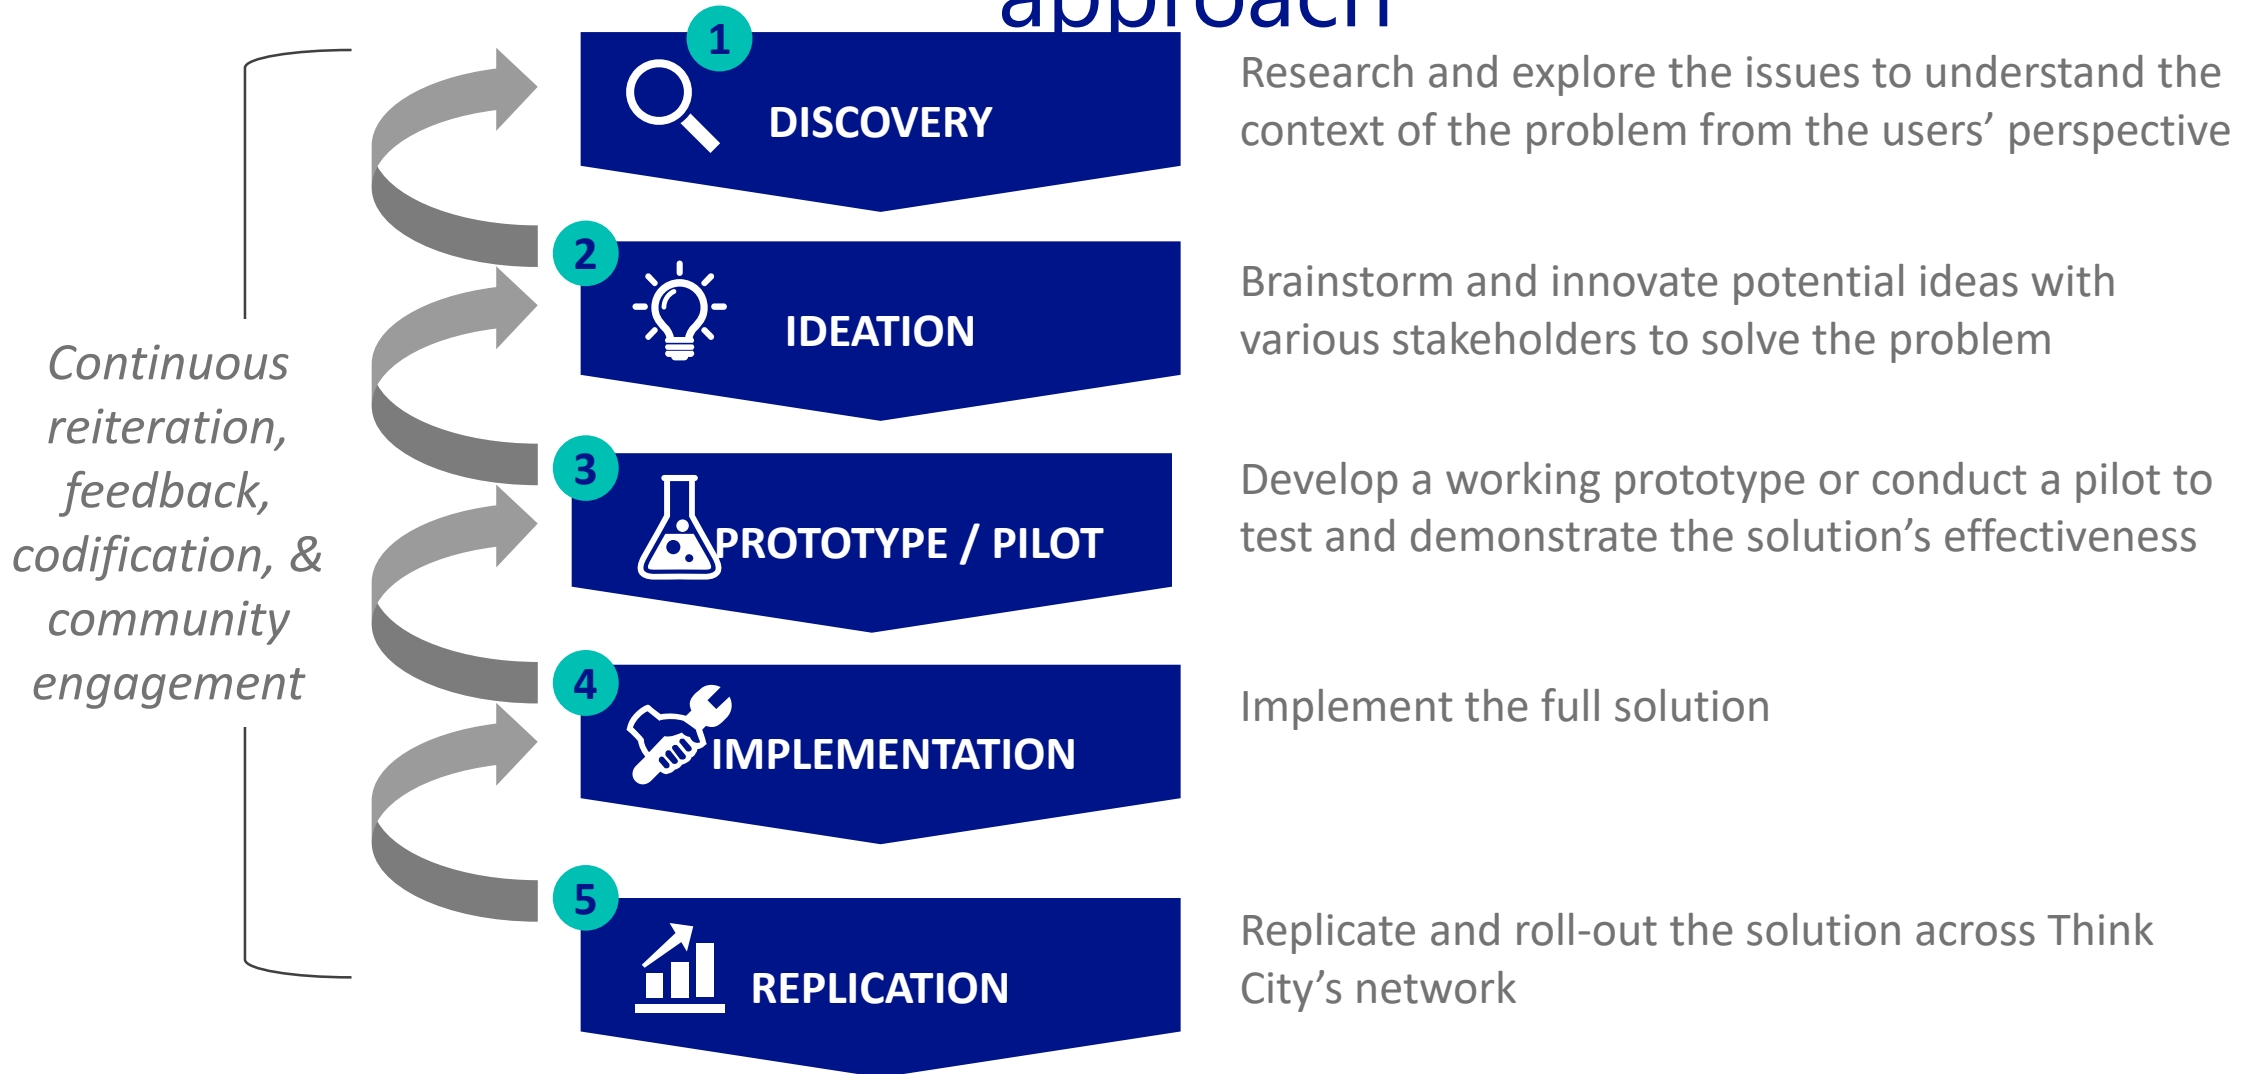 approach
1
DISCOVERY
Research and explore the issues to understand the
context of the problem from the users’ perspective
2
IDEATION
Brainstorm and innovate potential ideas with
various stakeholders to solve the problem
Continuous
reiteration,
feedback,
codification, &
community
engagement
3
PROTOTYPE / PILOT
Develop a working prototype or conduct a pilot to
test and demonstrate the solution’s effectiveness
4
IMPLEMENTATION
Implement the full solution
5
REPLICATION
Replicate and roll-out the solution across Think
City’s network